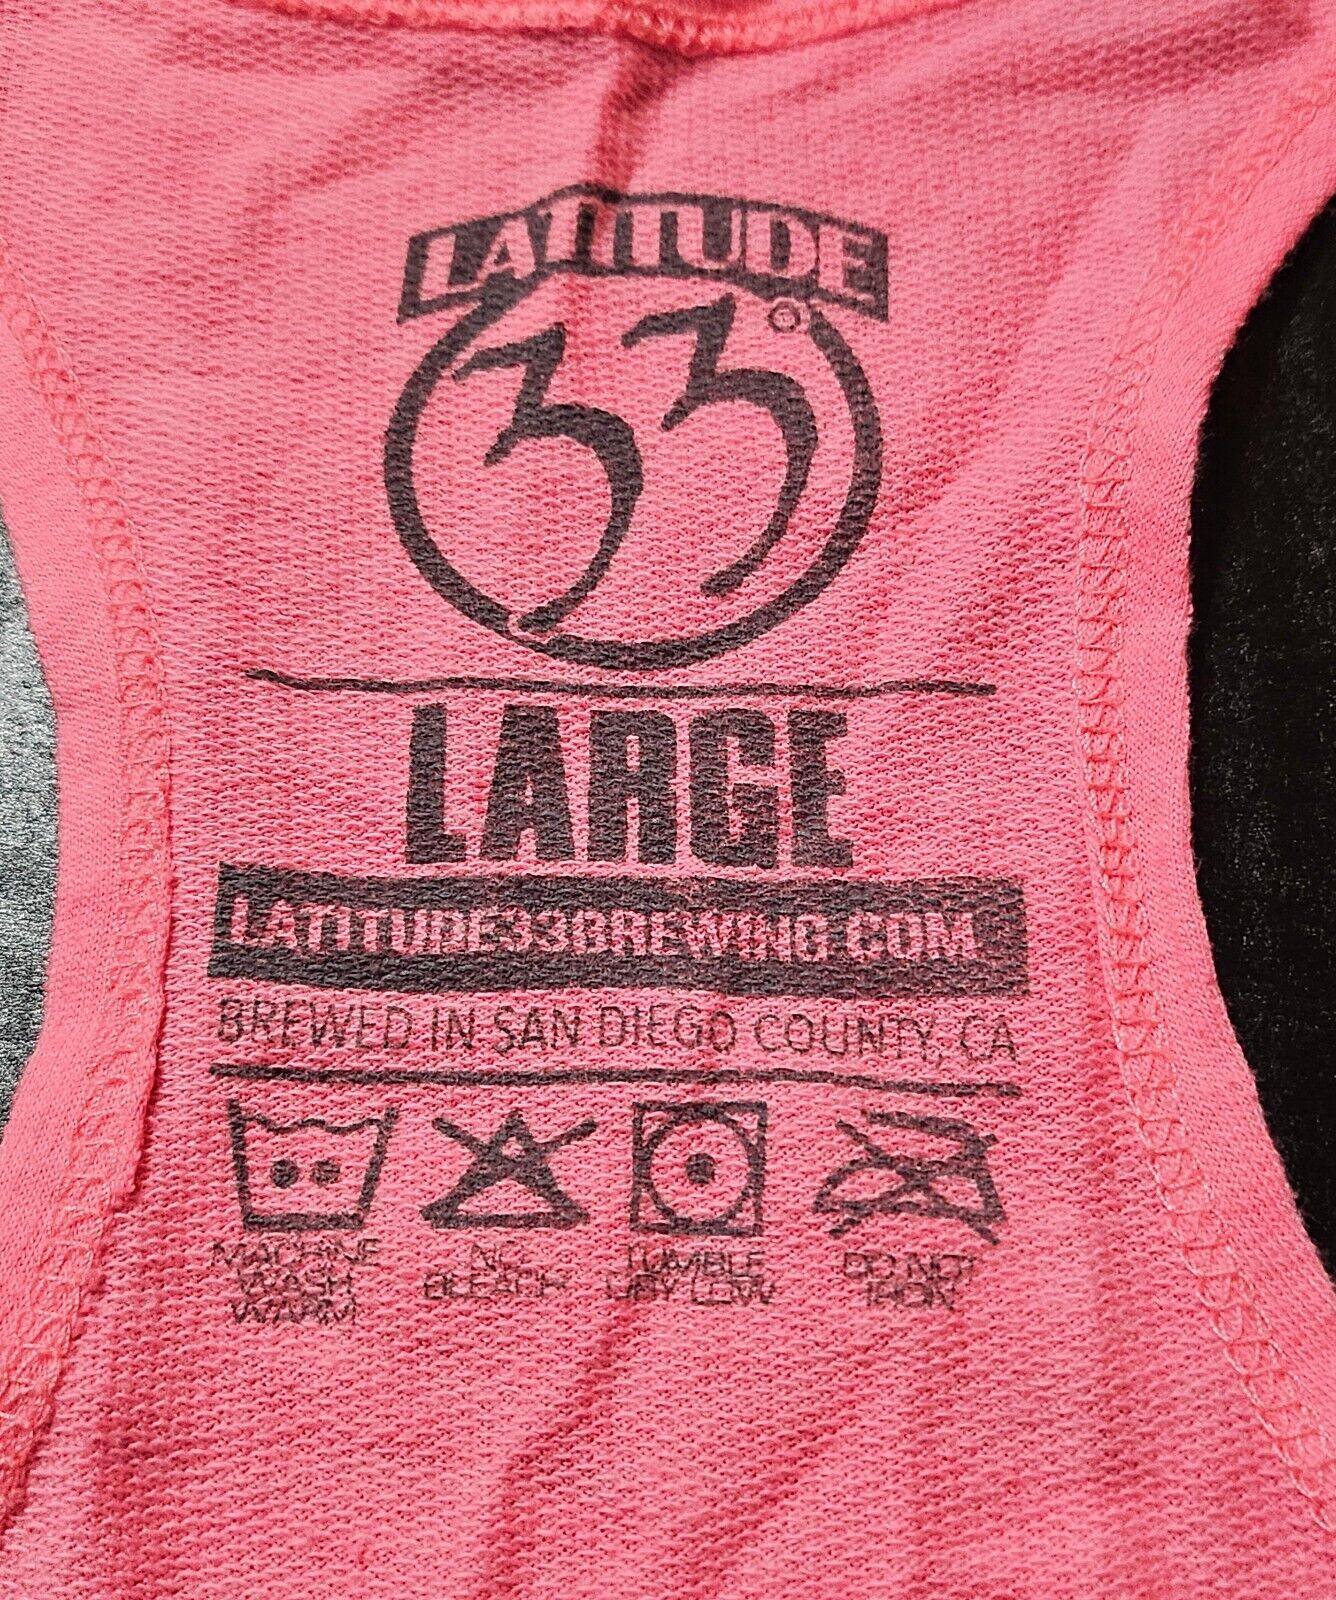 LATITUDE
33°
LARGE
LATITUDE33BREWING.COM
BREWED IN SAN DIEGO COUNTY, CA
MACHINE WASH WARM
NO BLEACH
TUMBLE DRY LOW
DO NOT IRON